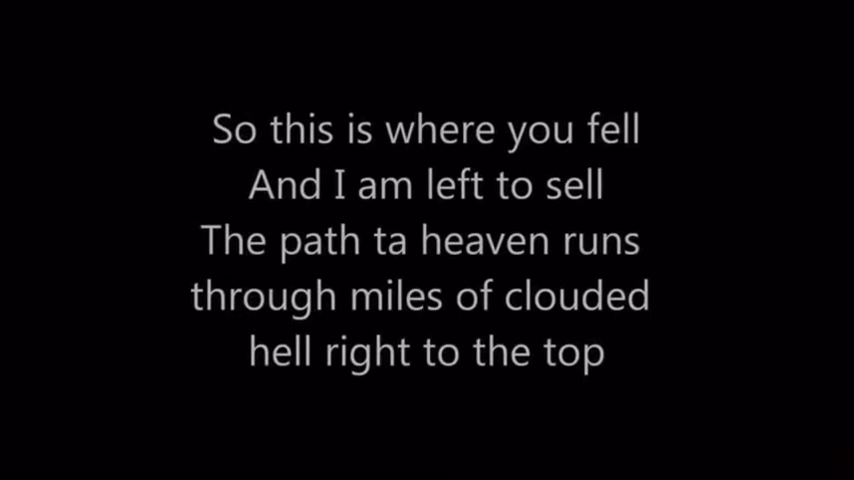 So this is where you fell
And I am left to sell
The path ta heaven runs
through miles of clouded
hell right to the top